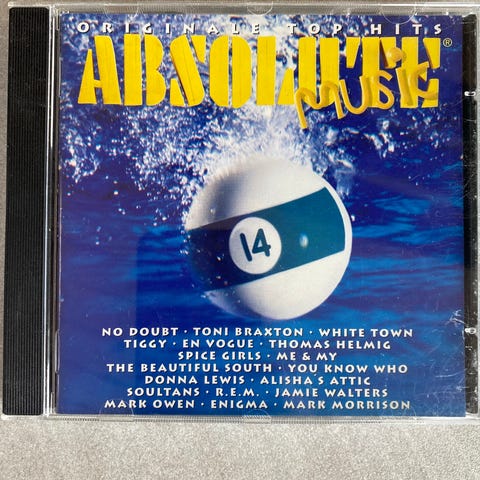 ORIGINALE TOP HITS
ABSOLUTE®
music
14
NO DOUBT · TONI BRAXTON · WHITE TOWN
TIGGY · EN VOGUE · THOMAS HELMIG
SPICE GIRLS · ME & MY
THE BEAUTIFUL SOUTH · YOU KNOW WHO
DONNA LEWIS · ALISHA'S ATTIC
SOULTANS · R.E.M. · JAMIE WALTERS
MARK OWEN · ENIGMA · MARK MORRISON